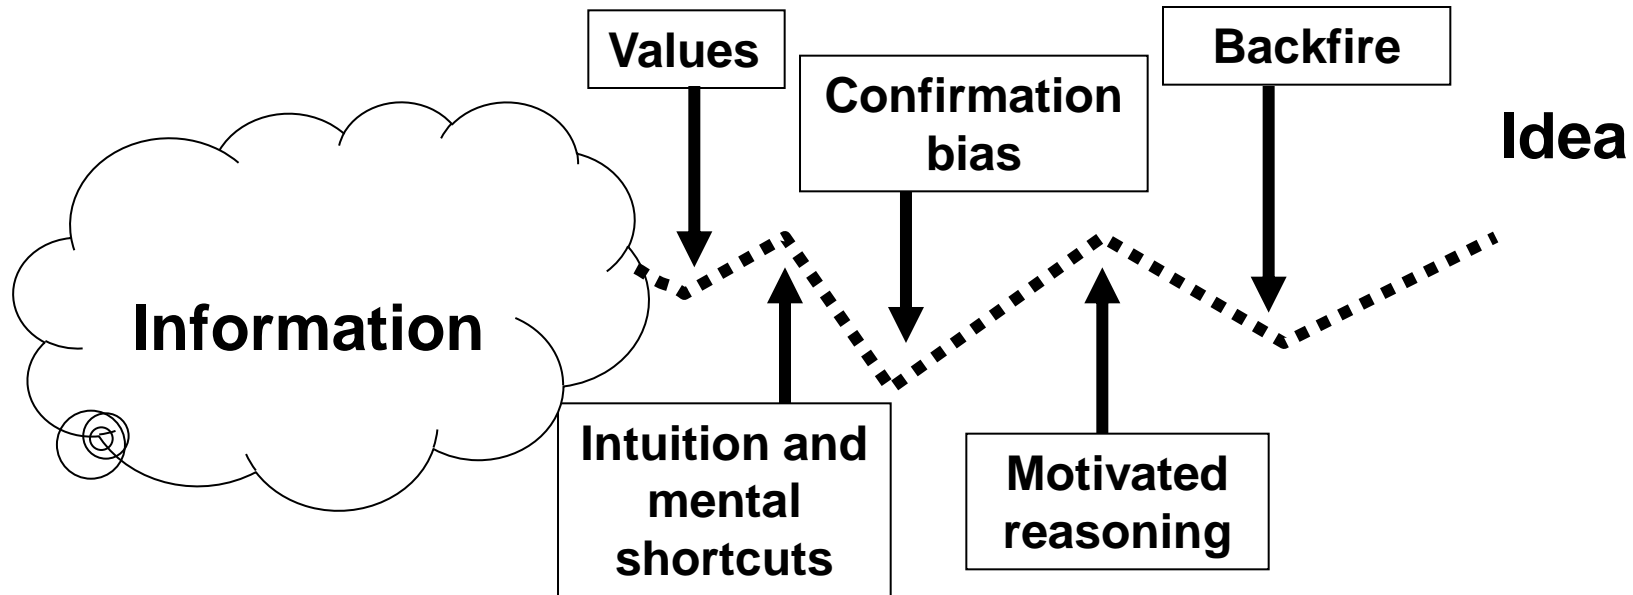 Values
Confirmation
bias
Backfire
Idea
Information
Intuition and
mental
shortcuts
Motivated
reasoning